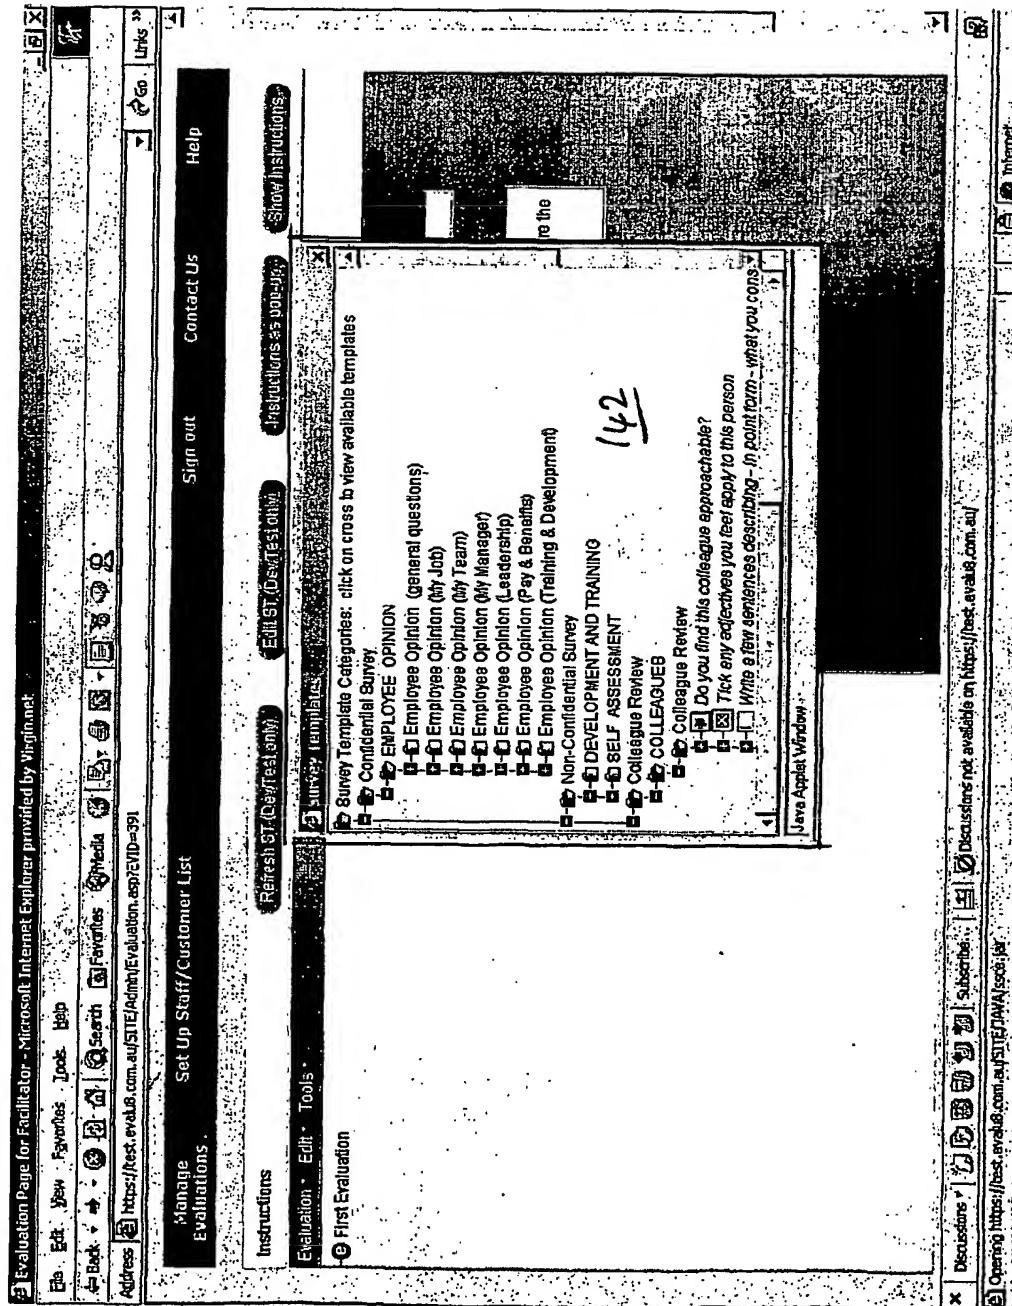 Evaluation Page for Facilitator - Microsoft Internet Explorer provided by Virgin.net
File Edit View Favorites Tools Help
Back Search Favorites Media
Address https://test.evalu8.com.au/SITE/Admin/Evaluation.asp?EVID=391 Go Links »
Manage Evaluations Set Up Staff/Customer List Sign out Contact Us Help
Instructions Refresh ST (Dev/Test only) Edit ST (Dev/Test only) Instructions as pop-up Show Instructions
Evaluation Edit Tools
First Evaluation
Survey Templates
Survey Template Categories: click on cross to view available templates
Confidential Survey
EMPLOYEE OPINION
Employee Opinion (general questions)
Employee Opinion (My Job)
Employee Opinion (My Team)
Employee Opinion (My Manager)
Employee Opinion (Leadership)
Employee Opinion (Pay & Benefits)
Employee Opinion (Training & Development)
Non-Confidential Survey
DEVELOPMENT AND TRAINING
SELF ASSESSMENT
Colleague Review
COLLEAGUES
Colleague Review
Do you find this colleague approachable?
Tick any adjectives you feel apply to this person
Write a few sentences describing - in point form - what you cons
142
Java Applet Window
re the
Discussions Subscribe... Discussions not available on https://test.evalu8.com.au/
Opening https://test.evalu8.com.au/SITE/JAVA/ssce.jar Internet